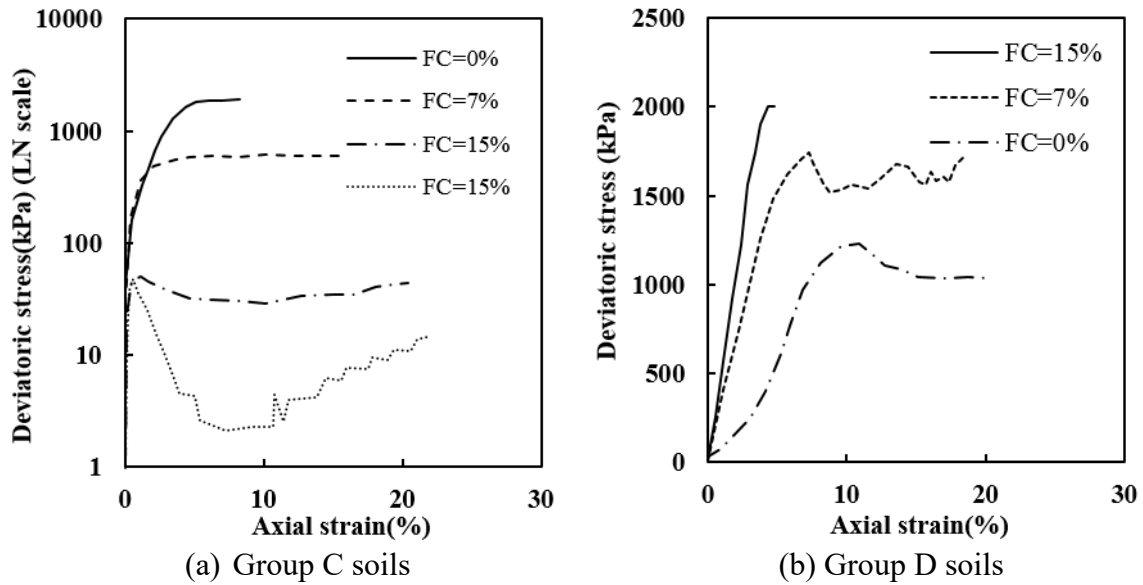 Deviatoric stress(kPa) (LN scale)
10000
1000
100
10
1
0
10
20
30
Axial strain(%)
FC=0%
FC=7%
FC=15%
FC=15%
(a) Group C soils
Deviatoric stress (kPa)
2500
2000
1500
1000
500
0
0
10
20
30
Axial strain(%)
FC=15%
FC=7%
FC=0%
(b) Group D soils